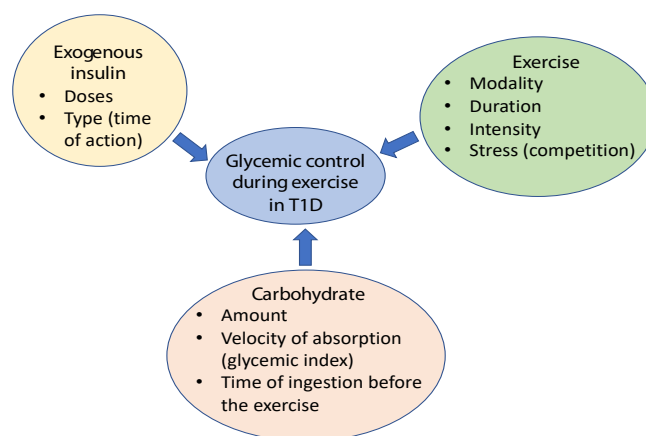 Exogenous
insulin
• Doses
• Type (time
of action)
Exercise
• Modality
• Duration
• Intensity
• Stress (competition)
Glycemic control
during exercise
in T1D
Carbohydrate
• Amount
• Velocity of absorption
(glycemic index)
• Time of ingestion before
the exercise